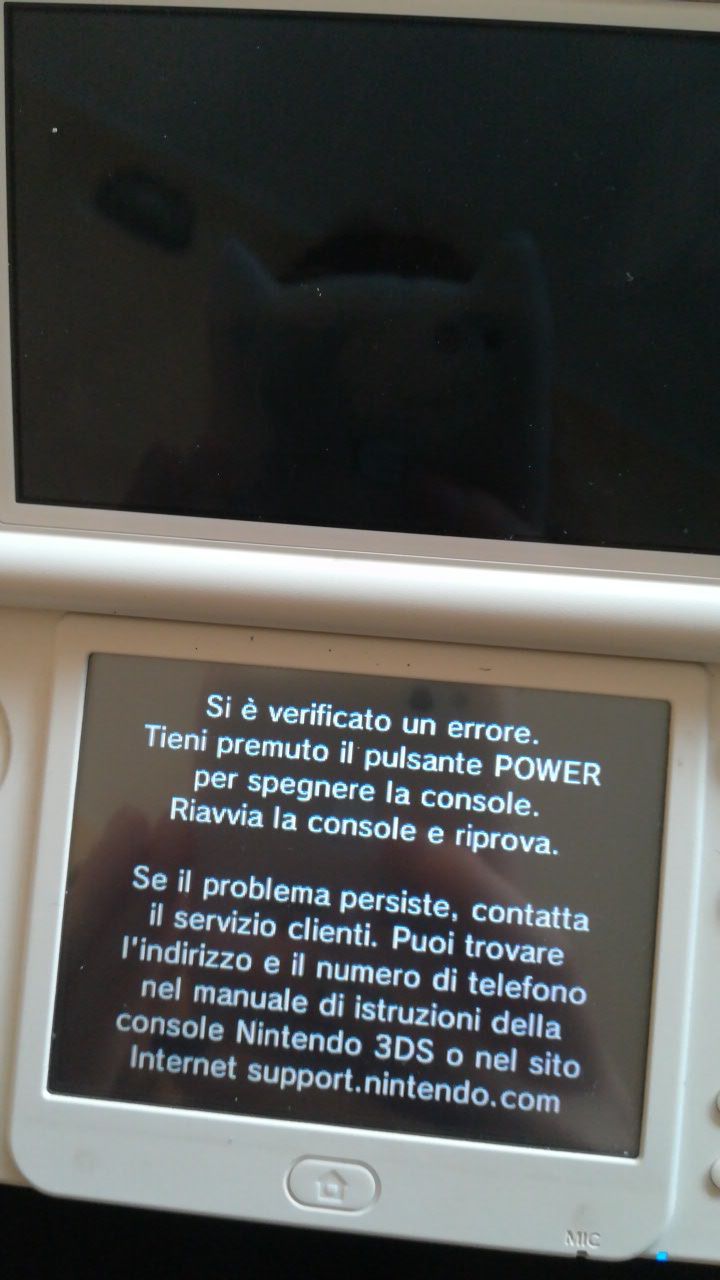 Si è verificato un errore.
Tieni premuto il pulsante POWER
per spegnere la console.
Riavvia la console e riprova.
Se il problema persiste, contatta
il servizio clienti. Puoi trovare
l'indirizzo e il numero di telefono
nel manuale di istruzioni della
console Nintendo 3DS o nel sito
Internet support.nintendo.com
MIC